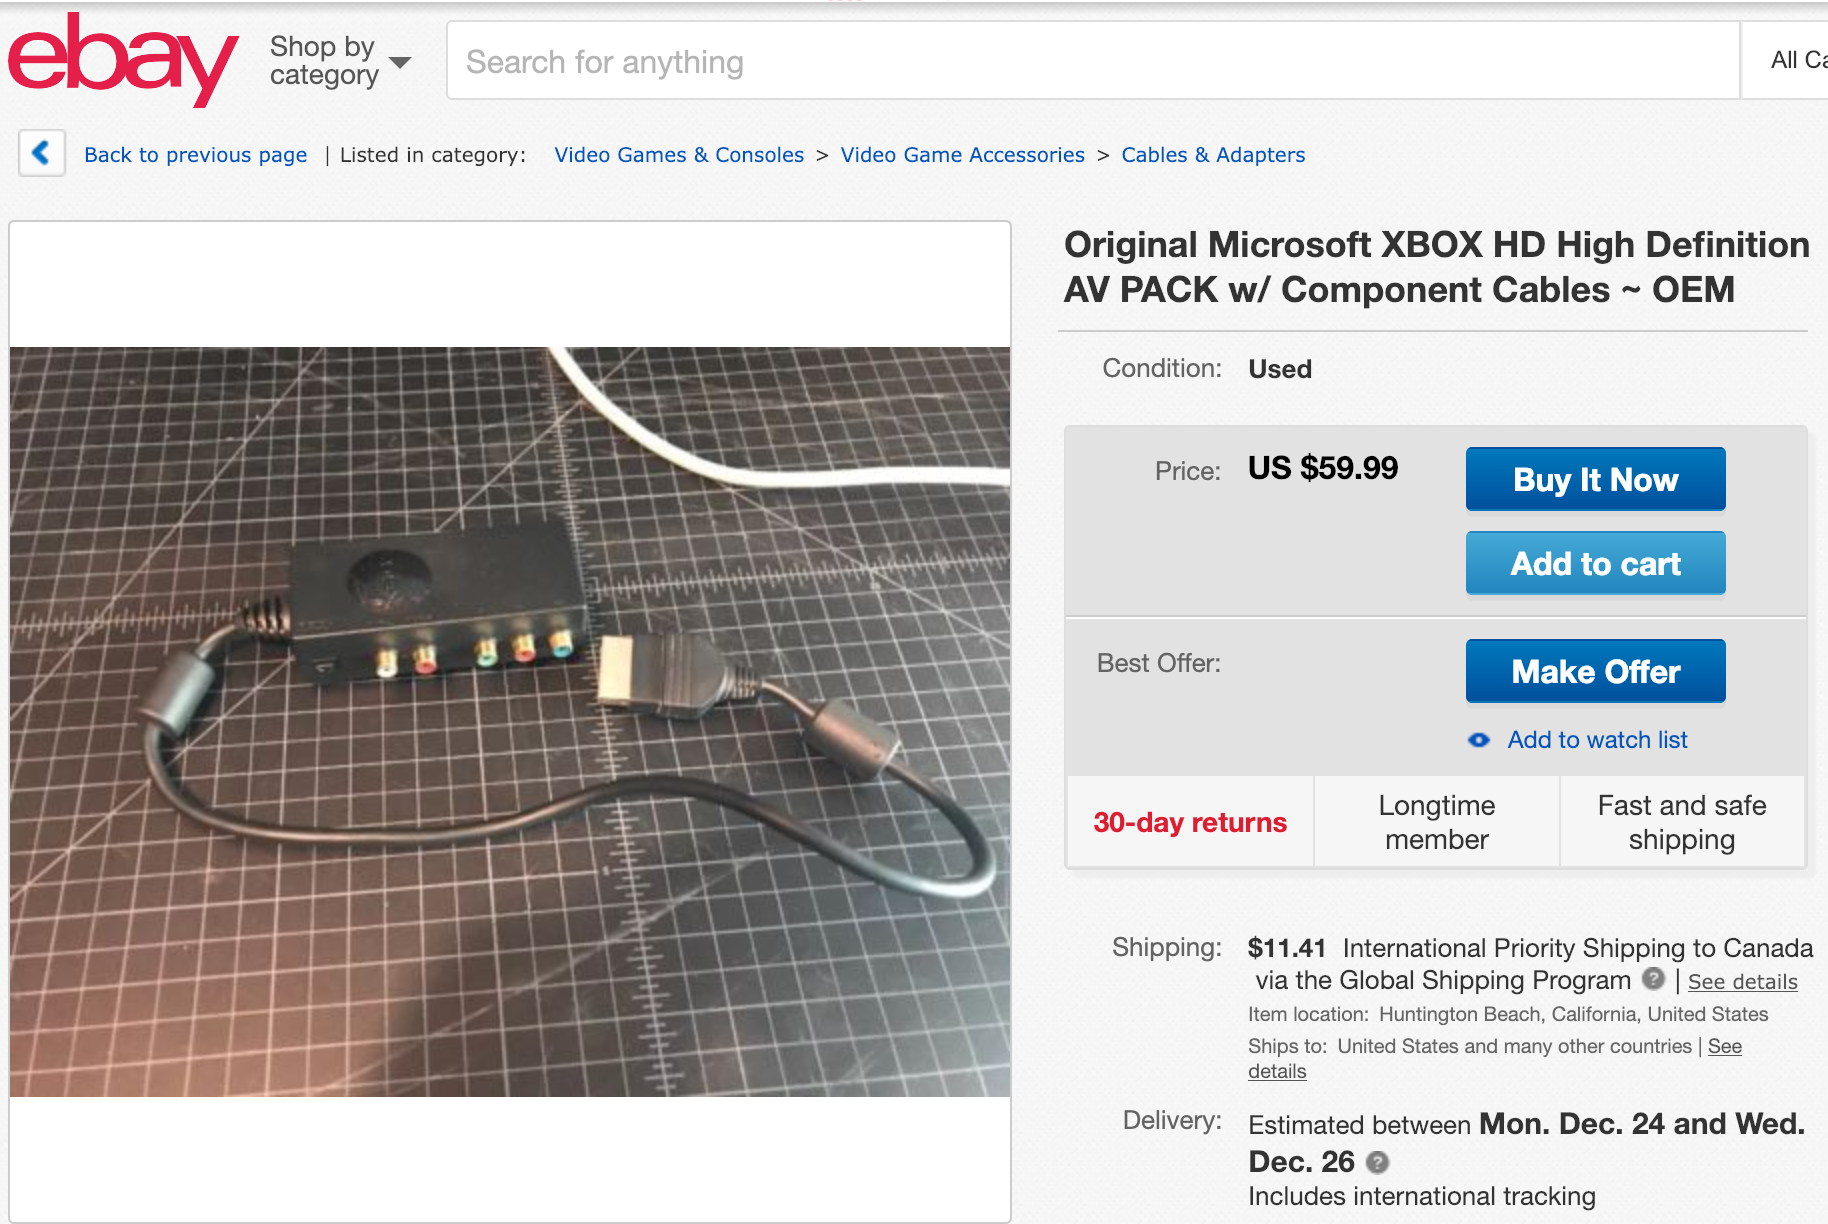 ebay
Shop by
category
Search for anything
All Ca
Back to previous page | Listed in category: Video Games & Consoles > Video Game Accessories > Cables & Adapters
Original Microsoft XBOX HD High Definition
AV PACK w/ Component Cables ~ OEM
Condition: Used
Price: US $59.99
Buy It Now
Add to cart
Best Offer:
Make Offer
Add to watch list
30-day returns
Longtime
member
Fast and safe
shipping
Shipping: $11.41 International Priority Shipping to Canada
via the Global Shipping Program ? | See details
Item location: Huntington Beach, California, United States
Ships to: United States and many other countries | See
details
Delivery: Estimated between Mon. Dec. 24 and Wed.
Dec. 26 ?
Includes international tracking